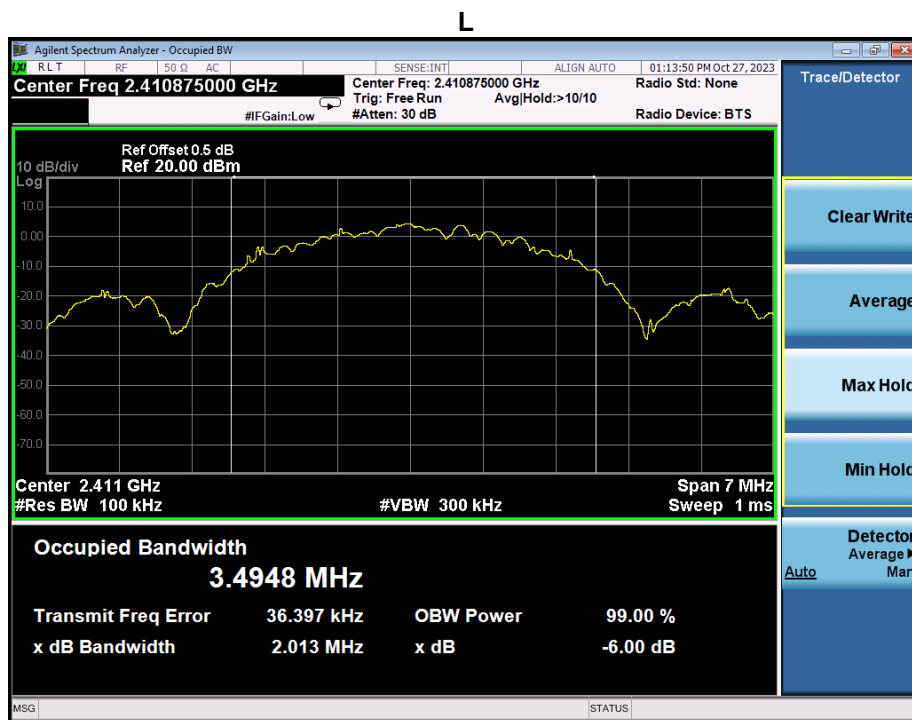 L
Agilent Spectrum Analyzer - Occupied BW
LXI RLT RF 50 Ω AC SENSE:INT ALIGN AUTO 01:13:50 PM Oct 27, 2023
Center Freq 2.410875000 GHz
Center Freq: 2.410875000 GHz
Radio Std: None
Trig: Free Run Avg|Hold:>10/10
#IFGain:Low #Atten: 30 dB Radio Device: BTS
Trace/Detector
Ref Offset 0.5 dB
10 dB/div Ref 20.00 dBm
Log
10.0
0.00
-10.0
-20.0
-30.0
-40.0
-50.0
-60.0
-70.0
Center 2.411 GHz Span 7 MHz
#Res BW 100 kHz #VBW 300 kHz Sweep 1 ms
Clear Write
Average
Max Hold
Min Hold
Detector
Average
Auto Man
Occupied Bandwidth
3.4948 MHz
Transmit Freq Error 36.397 kHz OBW Power 99.00 %
x dB Bandwidth 2.013 MHz x dB -6.00 dB
MSG STATUS